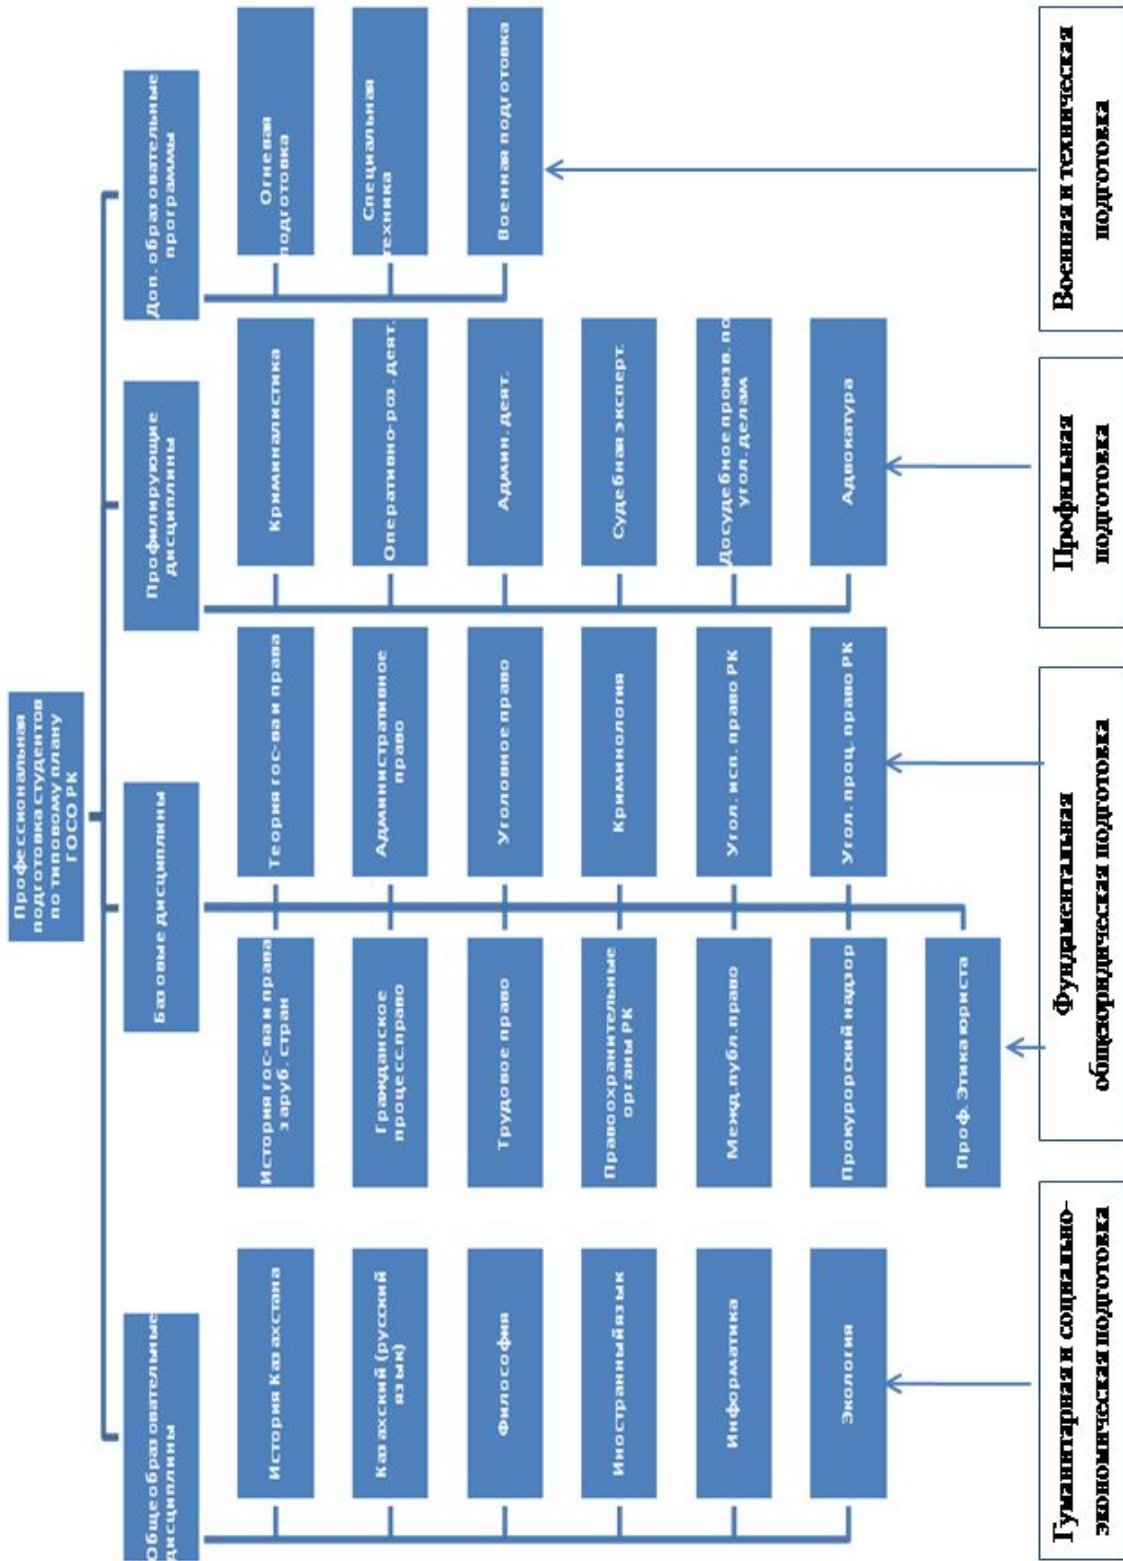 Профессиональная
подготовка студентов
по типовому плану
ГОСО РК
Общеобразовательные
дисциплины
История Казахстана
Казахский (русский
язык)
Философия
Иностранный язык
Информатика
Экология
Базовые дисциплины
История гос-ва и права
заруб. стран
Теория гос-ва и права
Гражданское
процесс.право
Административное
право
Трудовое право
Уголовное право
Правоохранительные
органы РК
Криминология
Межд.публ.право
Угол. исп. право РК
Прокурорский надзор
Угол. проц. право РК
Проф. Этика юриста
Профилирующие
дисциплины
Криминалистика
Оперативно-роз. деят.
Админ. деят.
Судебная эксперт.
Досудебное произв. по
угол. делам
Адвокатура
Доп. образовательные
программы
Огневая
подготовка
Специальная
техника
Военная подготовка
Гуманитарная и социально-
экономическая подготовка
Фундаментальная
общеюридическая подготовка
Профильная
подготовка
Военная и техническая
подготовка